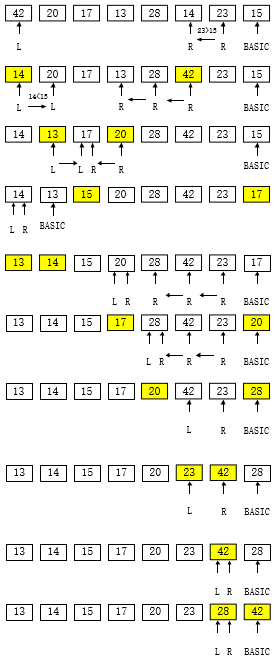 42 20 17 13 28 14 23 15
23>15
L R R BASIC
14 20 17 13 28 42 23 15
14<15
L L R R R BASIC
14 13 17 20 28 42 23 15
L L R R BASIC
14 13 15 20 28 42 23 17
L R BASIC
13 14 15 20 28 42 23 17
L R R R R BASIC
13 14 15 17 28 42 23 20
L R R R BASIC
13 14 15 17 20 42 23 28
L R BASIC
13 14 15 17 20 23 42 28
L R BASIC
13 14 15 17 20 23 42 28
L R BASIC
13 14 15 17 20 23 28 42
L R BASIC